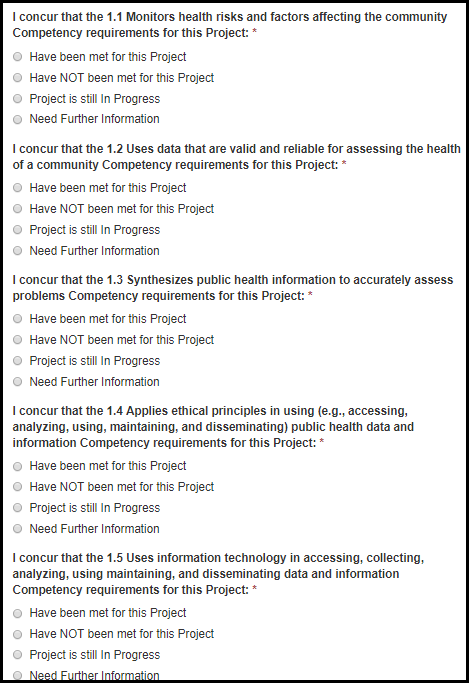 I concur that the 1.1 Monitors health risks and factors affecting the community
Competency requirements for this Project: *
Have been met for this Project
Have NOT been met for this Project
Project is still In Progress
Need Further Information
I concur that the 1.2 Uses data that are valid and reliable for assessing the health
of a community Competency requirements for this Project: *
Have been met for this Project
Have NOT been met for this Project
Project is still In Progress
Need Further Information
I concur that the 1.3 Synthesizes public health information to accurately assess
problems Competency requirements for this Project: *
Have been met for this Project
Have NOT been met for this Project
Project is still In Progress
Need Further Information
I concur that the 1.4 Applies ethical principles in using (e.g., accessing,
analyzing, using, maintaining, and disseminating) public health data and
information Competency requirements for this Project: *
Have been met for this Project
Have NOT been met for this Project
Project is still In Progress
Need Further Information
I concur that the 1.5 Uses information technology in accessing, collecting,
analyzing, using maintaining, and disseminating data and information
Competency requirements for this Project: *
Have been met for this Project
Have NOT been met for this Project
Project is still In Progress
Need Further Information